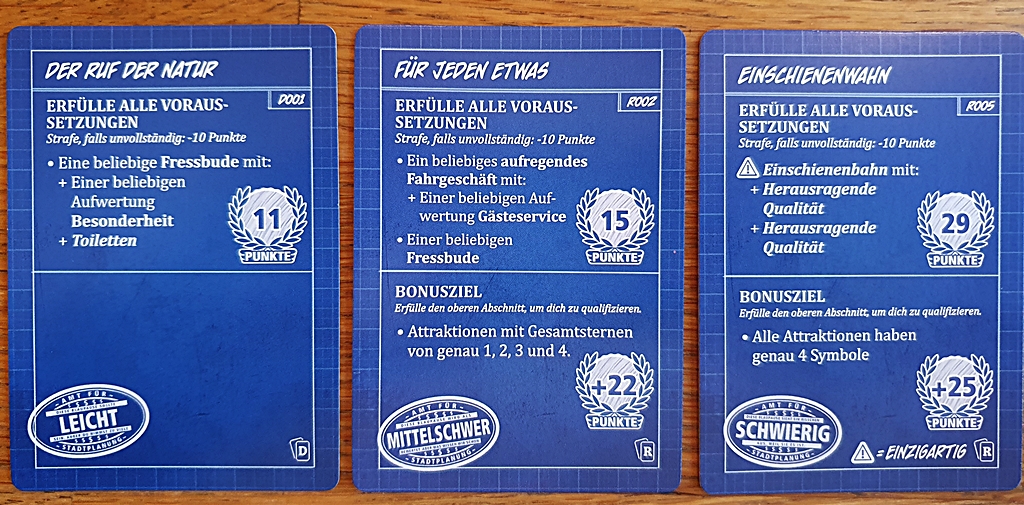 DER RUF DER NATUR
D001
ERFÜLLE ALLE VORAUS-
SETZUNGEN
Strafe, falls unvollständig: -10 Punkte
• Eine beliebige Fressbude mit:
+ Einer beliebigen
Aufwertung
Besonderheit
+ Toiletten
11
PUNKTE
AMT FÜR
LEICHT
STADTPLANUNG
D
FÜR JEDEN ETWAS
R002
ERFÜLLE ALLE VORAUS-
SETZUNGEN
Strafe, falls unvollständig: -10 Punkte
• Ein beliebiges aufregendes
Fahrgeschäft mit:
+ Einer beliebigen Auf-
wertung Gästeservice
• Einer beliebigen
Fressbude
15
PUNKTE
BONUSZIEL
Erfülle den oberen Abschnitt, um dich zu qualifizieren.
• Attraktionen mit Gesamtsternen
von genau 1, 2, 3 und 4.
+22
PUNKTE
AMT FÜR
MITTELSCHWER
STADTPLANUNG
R
EINSCHIENENWAHN
R005
ERFÜLLE ALLE VORAUS-
SETZUNGEN
Strafe, falls unvollständig: -10 Punkte
Einschienenbahn mit:
+ Herausragende
Qualität
+ Herausragende
Qualität
29
PUNKTE
BONUSZIEL
Erfülle den oberen Abschnitt, um dich zu qualifizieren.
• Alle Attraktionen haben
genau 4 Symbole
+25
PUNKTE
AMT FÜR
SCHWIERIG
STADTPLANUNG
= EINZIGARTIG
R